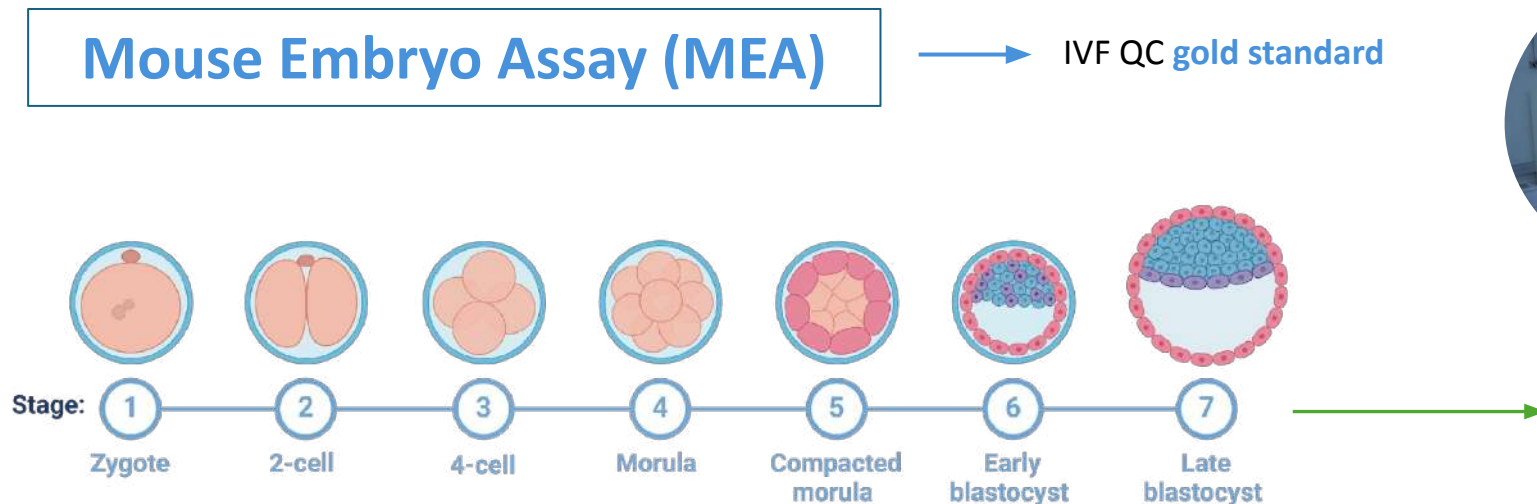 Mouse Embryo Assay (MEA)
IVF QC gold standard
Stage: 1 2 3 4 5 6 7
Zygote 2-cell 4-cell Morula Compacted Early Late
morula blastocyst blastocyst